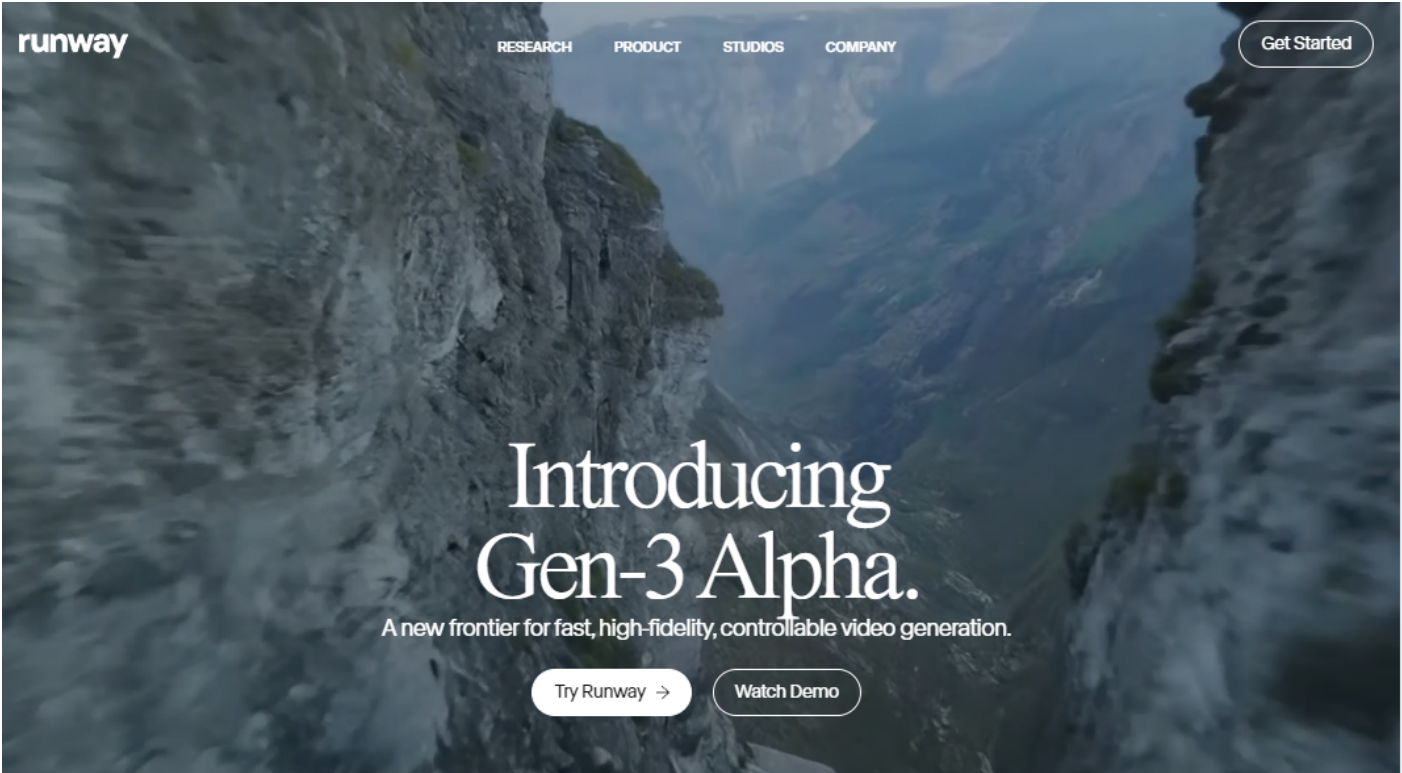 runway
RESEARCH PRODUCT STUDIOS COMPANY
Get Started
Introducing
Gen-3 Alpha.
A new frontier for fast, high-fidelity, controllable video generation.
Try Runway →
Watch Demo